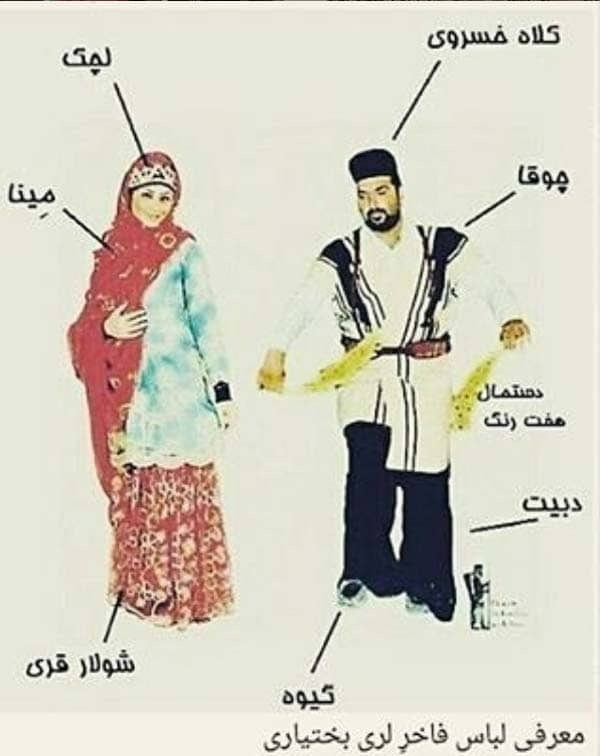 کلاه خسروی
لچک
چوقا
مِینا
دستمال
هفت رنگ
دبیت
شولار قری
گیوه
معرفی لباس فاخرِ لری بختیاری